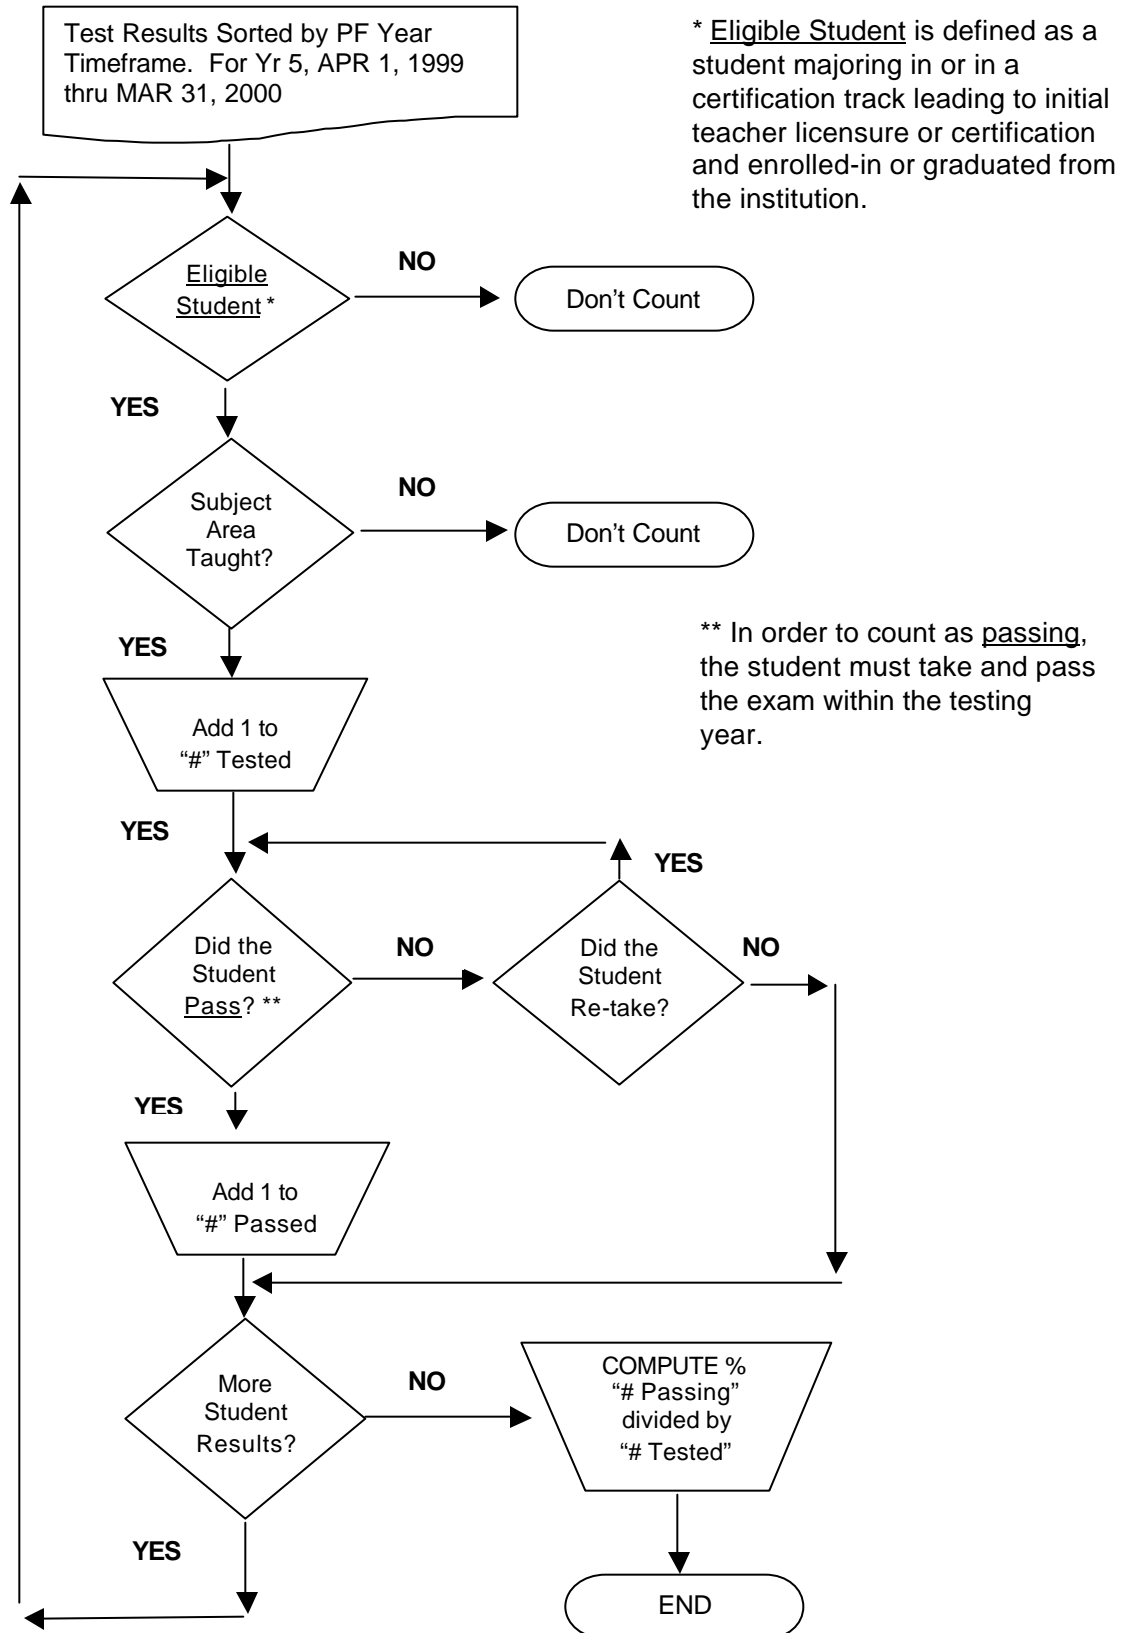 Test Results Sorted by PF Year
Timeframe.  For Yr 5, APR 1, 1999
thru MAR 31, 2000
* Eligible Student is defined as a
student majoring in or in a
certification track leading to initial
teacher licensure or certification
and enrolled-in or graduated from
the institution.
Eligible
Student *
NO
Don't Count
YES
Subject
Area
Taught?
NO
Don't Count
YES
** In order to count as passing,
the student must take and pass
the exam within the testing
year.
Add 1 to
“#” Tested
YES
YES
Did the
Student
Pass? **
NO
Did the
Student
Re-take?
NO
YES
Add 1 to
“#” Passed
More
Student
Results?
NO
COMPUTE %
“# Passing”
divided by
“# Tested”
YES
END